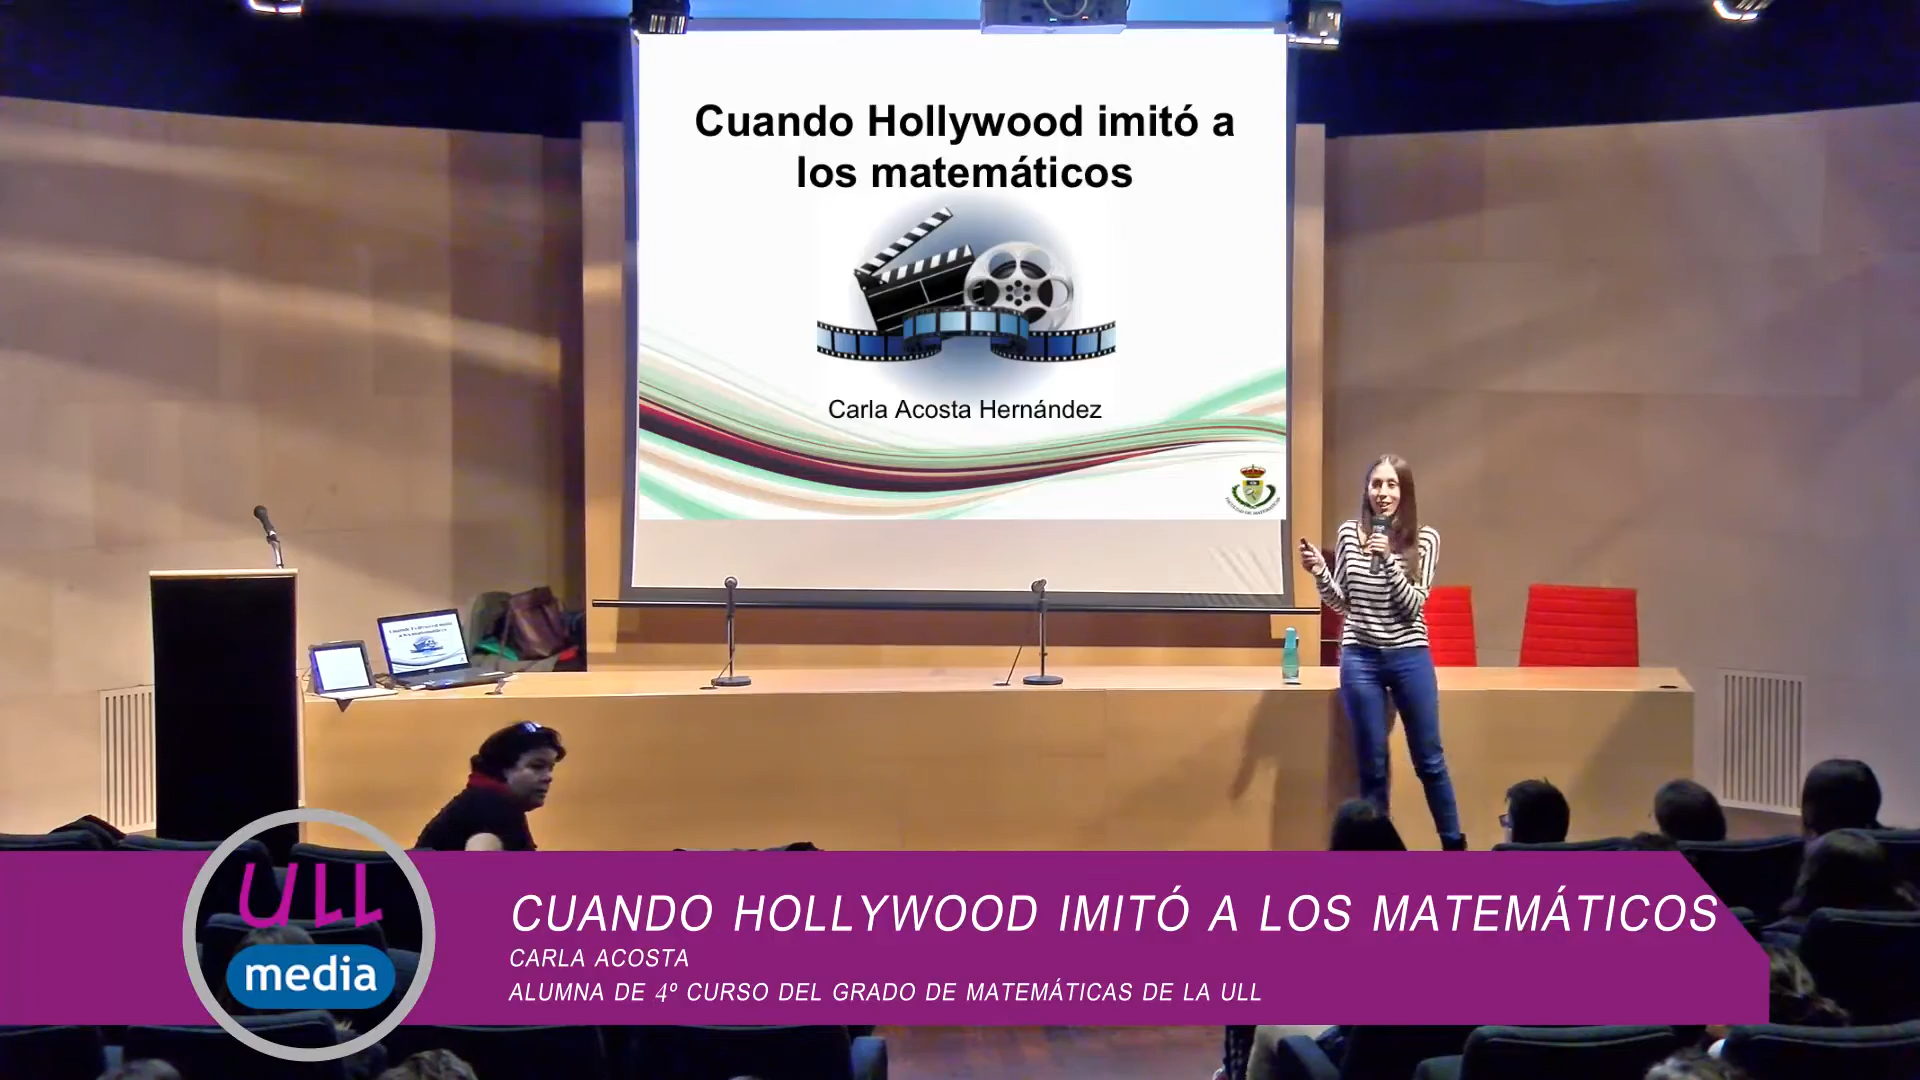 Cuando Hollywood imitó a
los matemáticos
Carla Acosta Hernández
ULL
media
CUANDO HOLLYWOOD IMITÓ A LOS MATEMÁTICOS
CARLA ACOSTA
ALUMNA DE 4º CURSO DEL GRADO DE MATEMÁTICAS DE LA ULL